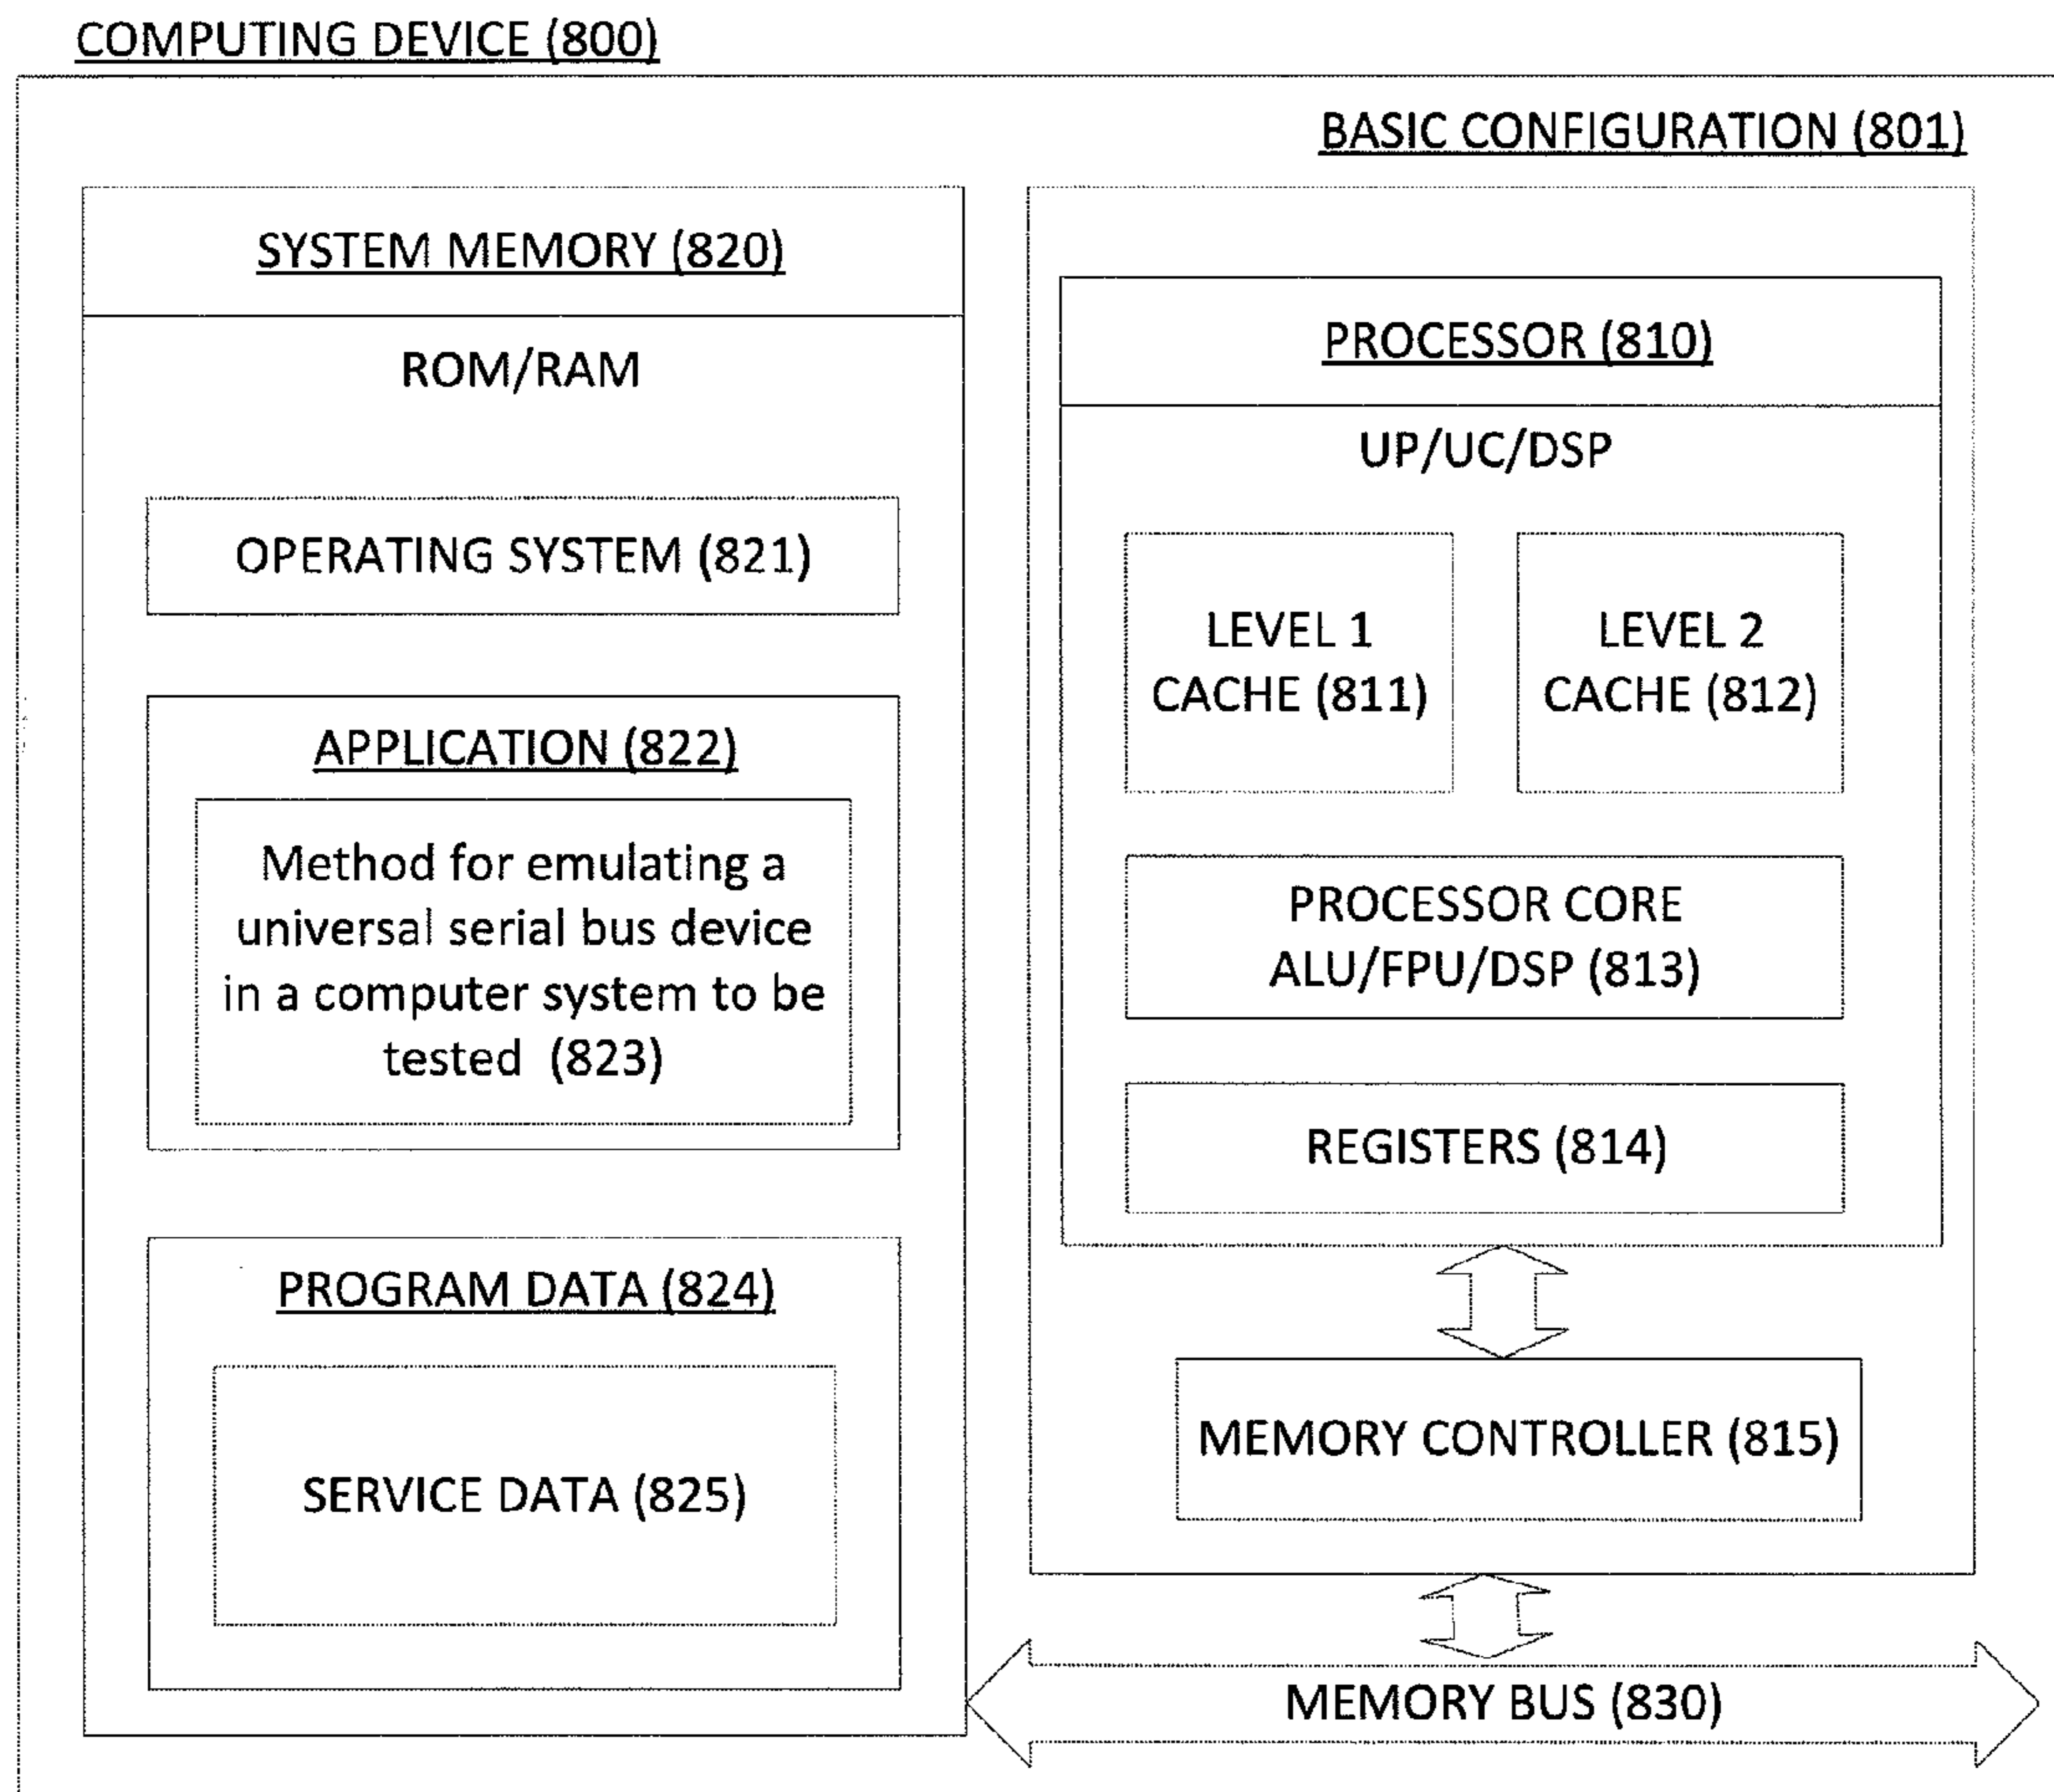 COMPUTING DEVICE (800)
BASIC CONFIGURATION (801)
SYSTEM MEMORY (820)
ROM/RAM
OPERATING SYSTEM (821)
APPLICATION (822)
Method for emulating a
universal serial bus device
in a computer system to be
tested (823)
PROGRAM DATA (824)
SERVICE DATA (825)
PROCESSOR (810)
UP/UC/DSP
LEVEL 1
CACHE (811)
LEVEL 2
CACHE (812)
PROCESSOR CORE
ALU/FPU/DSP (813)
REGISTERS (814)
MEMORY CONTROLLER (815)
MEMORY BUS (830)